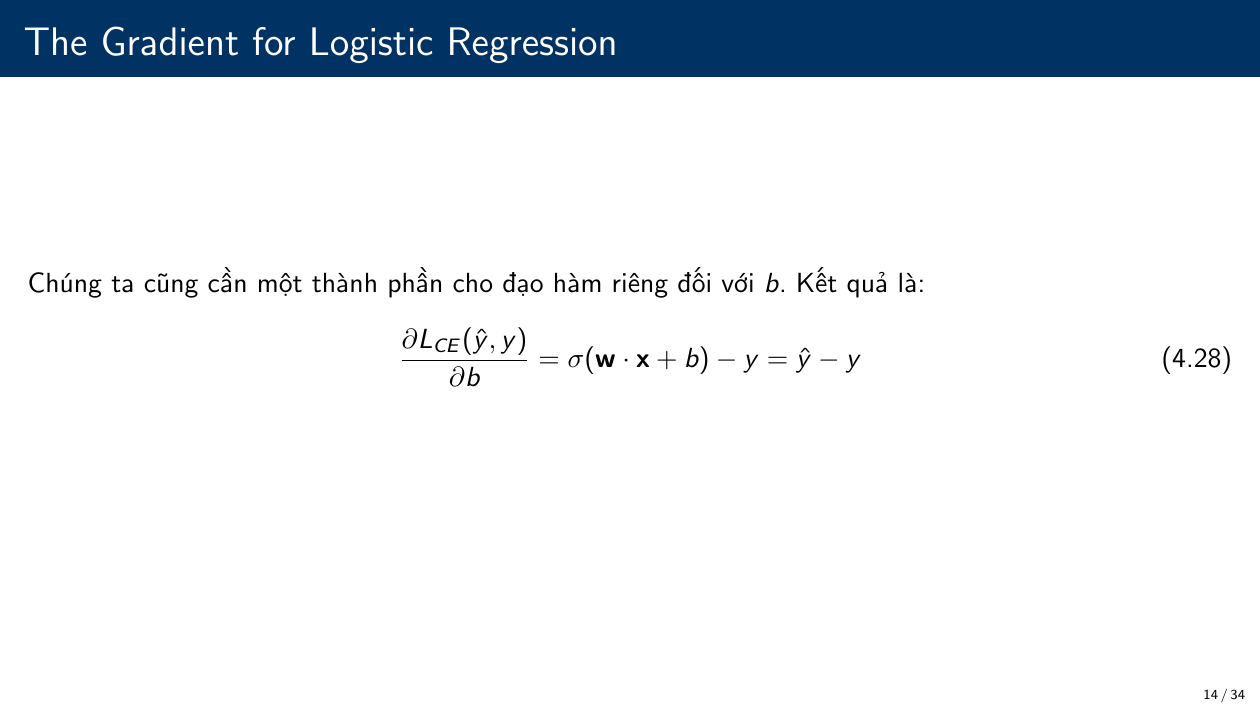 The Gradient for Logistic Regression
Chúng ta cũng cần một thành phần cho đạo hàm riêng đối với b. Kết quả là:
∂L_CE(ŷ, y) / ∂b = σ(w · x + b) − y = ŷ − y (4.28)
14 / 34